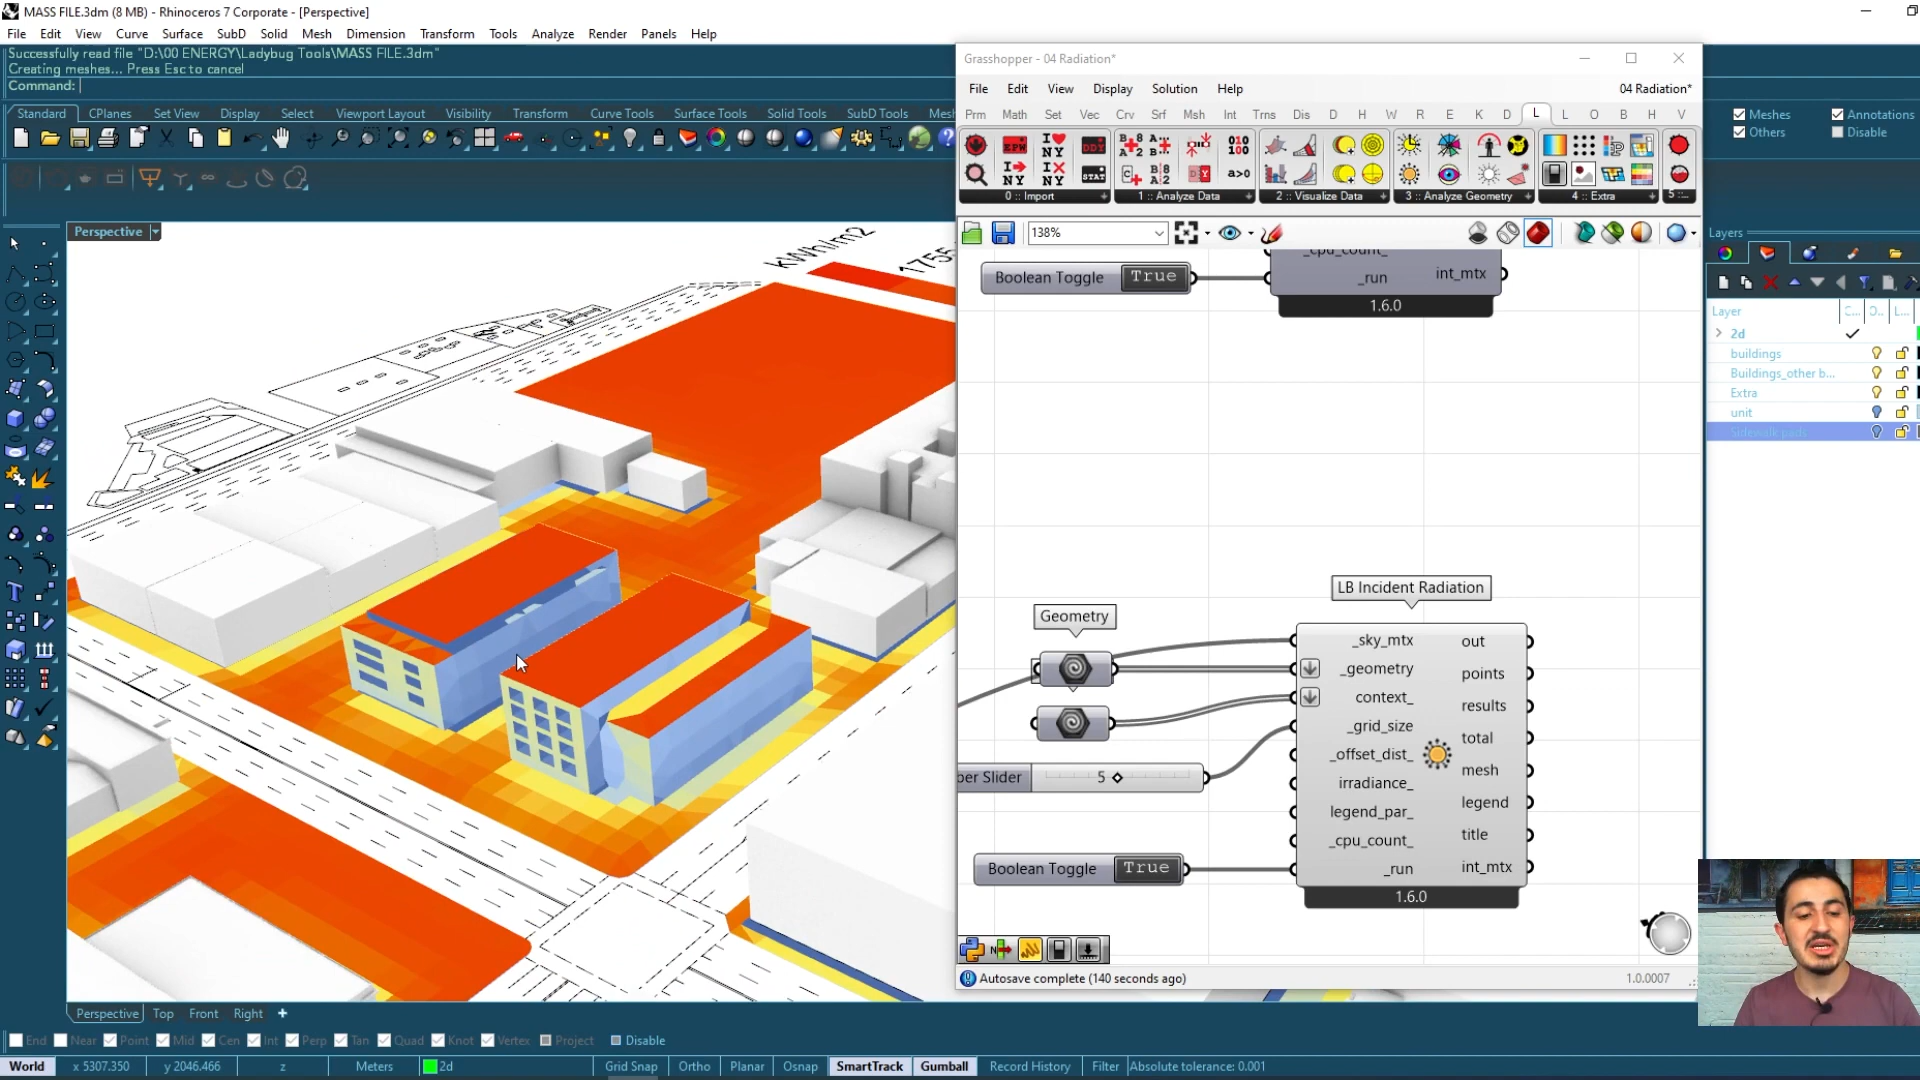 MASS FILE.3dm (8 MB) - Rhinoceros 7 Corporate - [Perspective]
File Edit View Curve Surface SubD Solid Mesh Dimension Transform Tools Analyze Render Panels Help
Successfully read file "D:\00 ENERGY\Ladybug Tools\MASS FILE.3dm"
Creating meshes... Press Esc to cancel
Command:
Standard CPlanes Set View Display Select Viewport Layout Visibility Transform Curve Tools Surface Tools Solid Tools SubD Tools Mes
Meshes Annotations
Others Disable
Perspective
kWh/m2
1755
Grasshopper - 04 Radiation*
File Edit View Display Solution Help 04 Radiation*
Prm Math Set Vec Crv Srf Msh Int Trns Dis D H W R E K D L L O B H V
0 :: Import 1 :: Analyze Data 2 :: Visualize Data 3 :: Analyze Geometry 4 :: Extra 5 ::
138%
Boolean Toggle True
_cpu_count_
_run int_mtx
1.6.0
LB Incident Radiation
Geometry
_sky_mtx out
_geometry points
context_ results
_grid_size total
_offset_dist_ mesh
irradiance_ legend
legend_par_ title
_cpu_count_ int_mtx
_run
1.6.0
ber Slider 5
Boolean Toggle True
Autosave complete (140 seconds ago) 1.0.0007
Layers
Layer C... O.. L...
2d
buildings
Buildings_other b...
Extra
unit
Sidewalk pads
Perspective Top Front Right
End Near Point Mid Cen Int Perp Tan Quad Knot Vertex Project Disable
World x 5307.350 y 2046.466 z Meters 2d Grid Snap Ortho Planar Osnap SmartTrack Gumball Record History Filter Absolute tolerance: 0.001